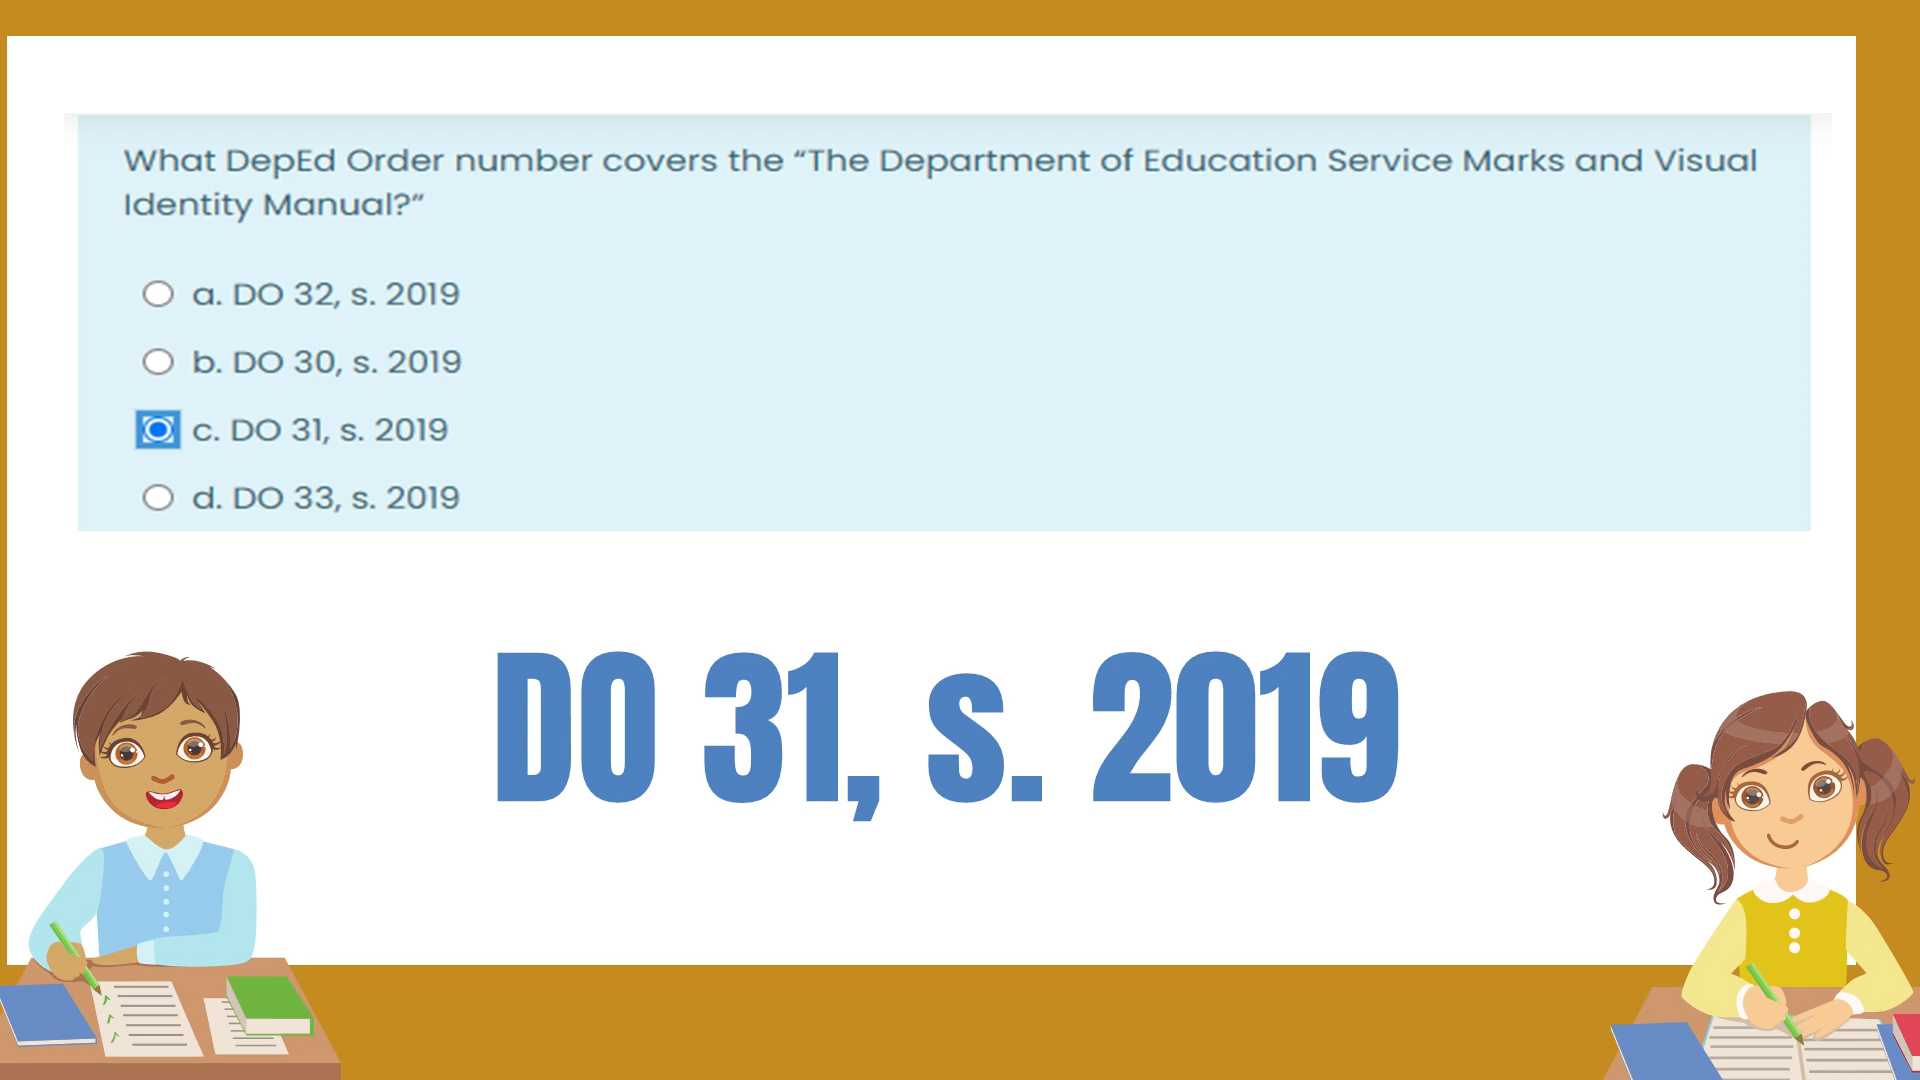 What DepEd Order number covers the “The Department of Education Service Marks and Visual
Identity Manual?”
a. DO 32, s. 2019
b. DO 30, s. 2019
c. DO 31, s. 2019
d. DO 33, s. 2019
DO 31, s. 2019